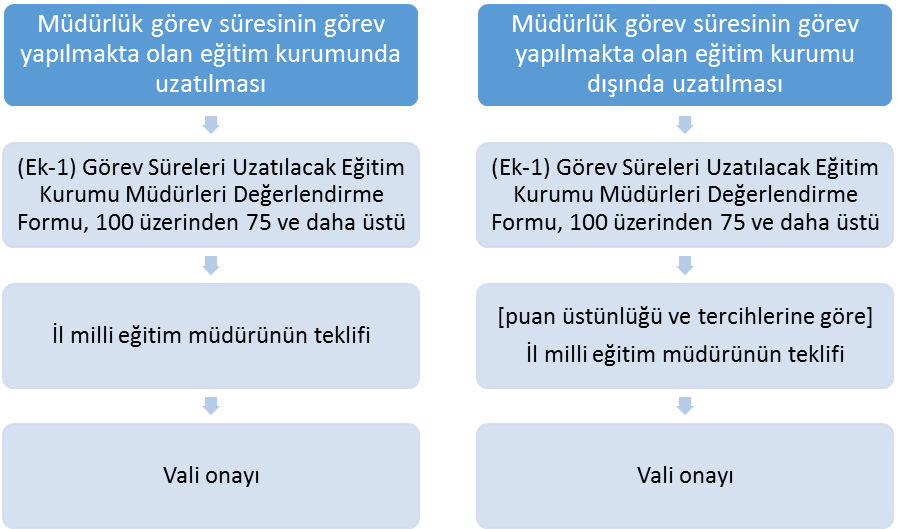 Müdürlük görev süresinin görev
yapılmakta olan eğitim kurumunda
uzatılması
(Ek-1) Görev Süreleri Uzatılacak Eğitim
Kurumu Müdürleri Değerlendirme
Formu, 100 üzerinden 75 ve daha üstü
İl milli eğitim müdürünün teklifi
Vali onayı
Müdürlük görev süresinin görev
yapılmakta olan eğitim kurumu
dışında uzatılması
(Ek-1) Görev Süreleri Uzatılacak Eğitim
Kurumu Müdürleri Değerlendirme
Formu, 100 üzerinden 75 ve daha üstü
[puan üstünlüğü ve tercihlerine göre]
İl milli eğitim müdürünün teklifi
Vali onayı